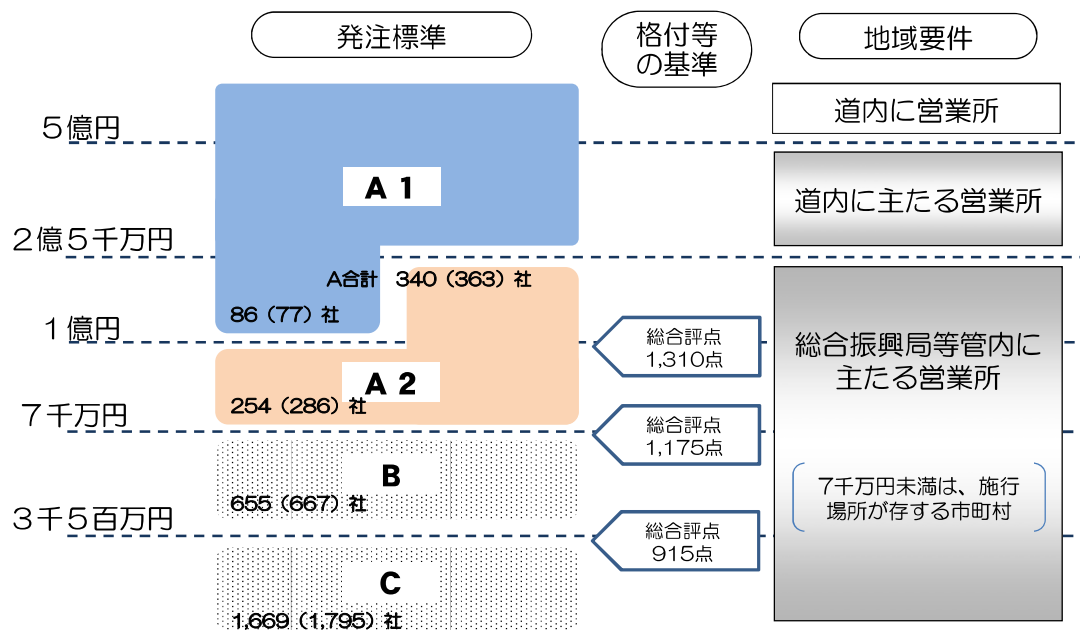 発注標準
格付等
の基準
地域要件
５億円
道内に営業所
Ａ１
道内に主たる営業所
２億５千万円
A合計 340（363）社
86（77）社
１億円
総合評点
1,310点
総合振興局等管内に
主たる営業所
Ａ２
254（286）社
７千万円
総合評点
1,175点
B
655（667）社
7千万円未満は、施行
場所が存する市町村
３千５百万円
総合評点
915点
C
1,669（1,795）社